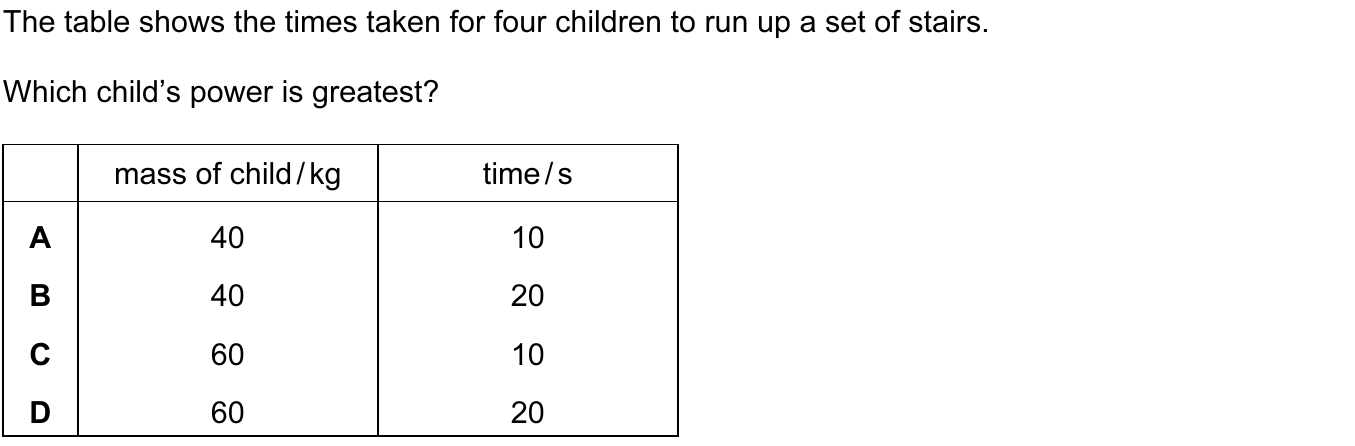 The table shows the times taken for four children to run up a set of stairs.
Which child’s power is greatest?
mass of child / kg time / s
A 40 10
B 40 20
C 60 10
D 60 20